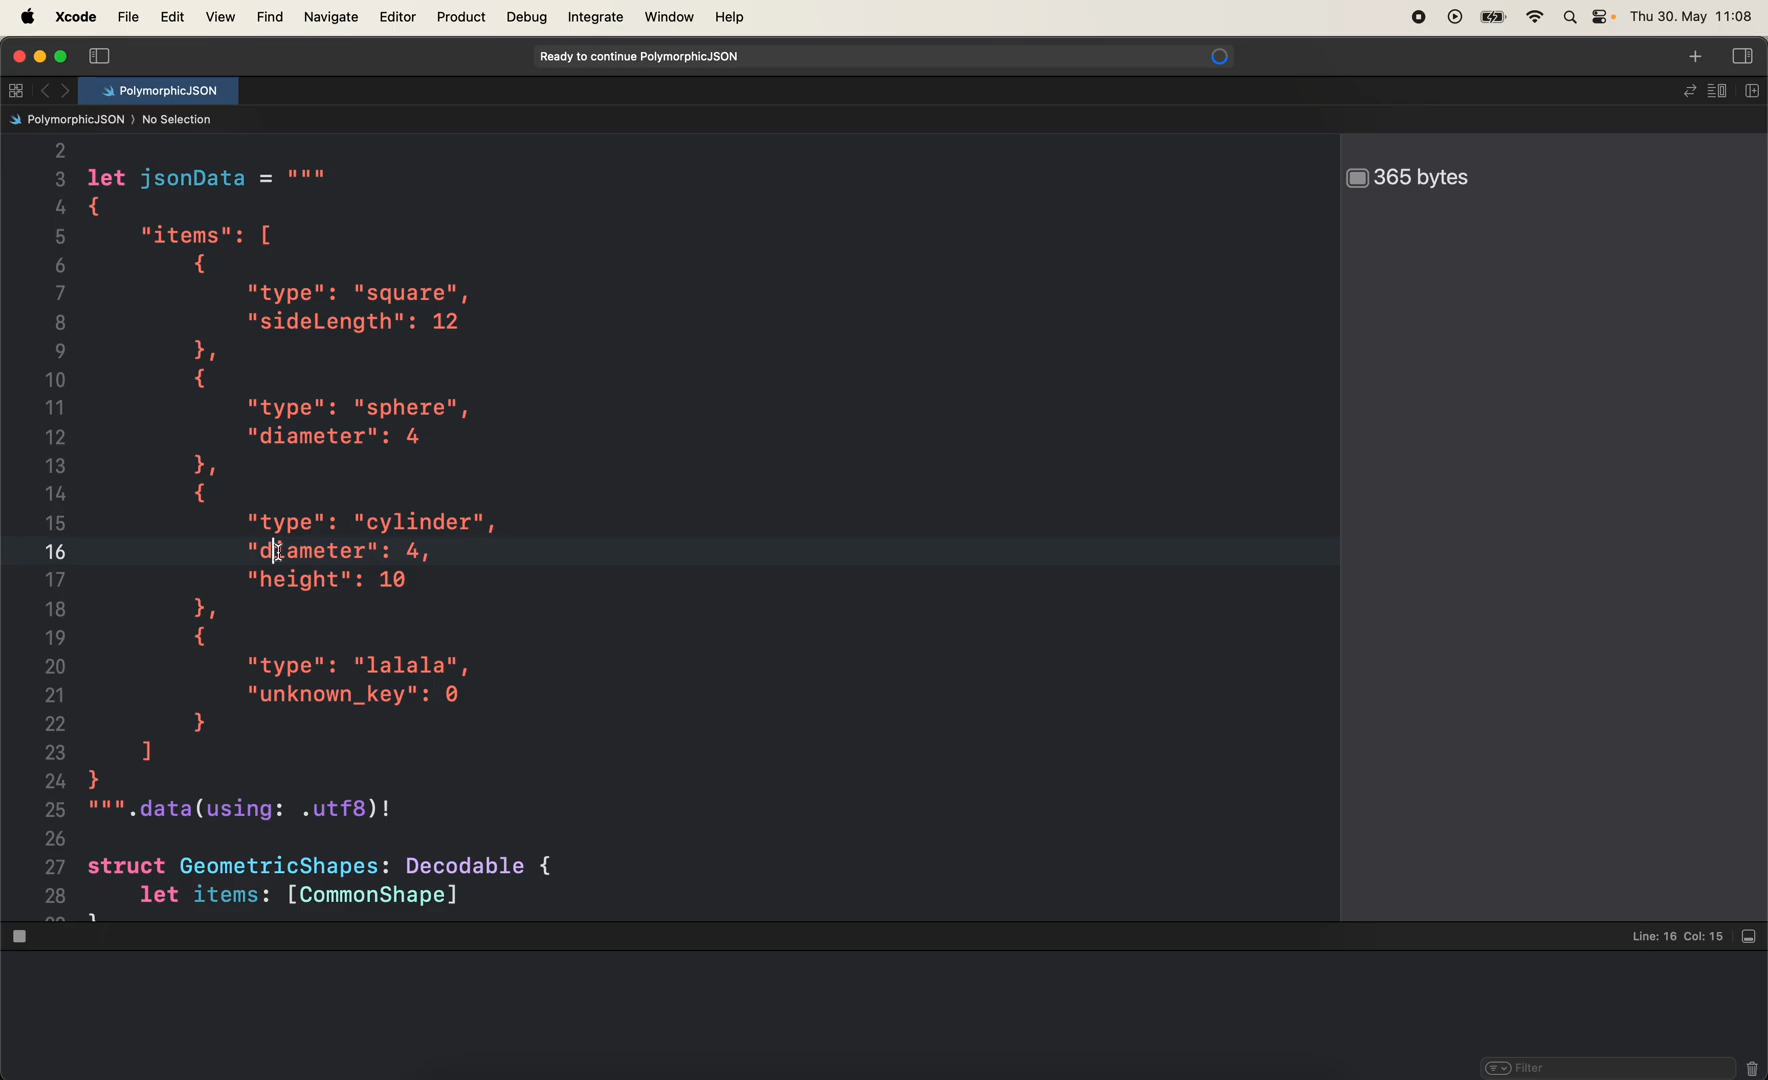 Xcode File Edit View Find Navigate Editor Product Debug Integrate Window Help Thu 30. May 11:08
Ready to continue PolymorphicJSON
PolymorphicJSON
PolymorphicJSON 〉 No Selection
2
3 let jsonData = """
365 bytes
4 {
5 "items": [
6 {
7 "type": "square",
8 "sideLength": 12
9 },
10 {
11 "type": "sphere",
12 "diameter": 4
13 },
14 {
15 "type": "cylinder",
16 "diameter": 4,
17 "height": 10
18 },
19 {
20 "type": "lalala",
21 "unknown_key": 0
22 }
23 ]
24 }
25 """.data(using: .utf8)!
26
27 struct GeometricShapes: Decodable {
28 let items: [CommonShape]
}
Line: 16 Col: 15
Filter